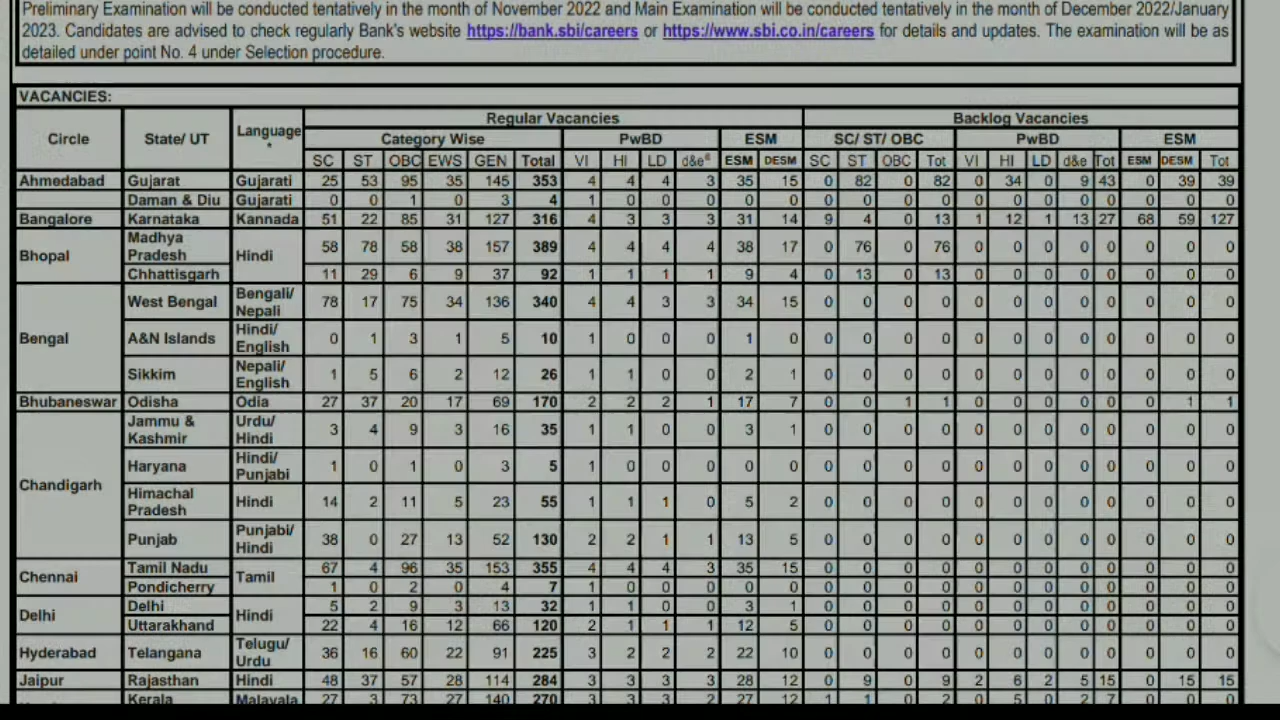 Preliminary Examination will be conducted tentatively in the month of November 2022 and Main Examination will be conducted tentatively in the month of December 2022/January
2023. Candidates are advised to check regularly Bank's website https://bank.sbi/careers or https://www.sbi.co.in/careers for details and updates. The examination will be as
detailed under point No. 4 under Selection procedure.
VACANCIES:
Circle State/ UT Language * Regular Vacancies Backlog Vacancies
Category Wise PwBD ESM SC/ ST/ OBC PwBD ESM
SC ST OBC EWS GEN Total VI HI LD d&e# ESM DESM SC ST OBC Tot VI HI LD d&e Tot ESM DESM Tot
Ahmedabad Gujarat Gujarati 25 53 95 35 145 353 4 4 4 3 35 15 0 82 0 82 0 34 0 9 43 0 39 39
Daman & Diu Gujarati 0 0 1 0 3 4 1 0 0 0 0 0 0 0 0 0 0 0 0 0 0 0 0 0
Bangalore Karnataka Kannada 51 22 85 31 127 316 4 3 3 3 31 14 9 4 0 13 1 12 1 13 27 68 59 127
Bhopal Madhya Pradesh Hindi 58 78 58 38 157 389 4 4 4 4 38 17 0 76 0 76 0 0 0 0 0 0 0 0
Chhattisgarh 11 29 6 9 37 92 1 1 1 1 9 4 0 13 0 13 0 0 0 0 0 0 0 0
Bengal West Bengal Bengali/ Nepali 78 17 75 34 136 340 4 4 3 3 34 15 0 0 0 0 0 0 0 0 0 0 0 0
A&N Islands Hindi/ English 0 1 3 1 5 10 1 0 0 0 1 0 0 0 0 0 0 0 0 0 0 0 0 0
Sikkim Nepali/ English 1 5 6 2 12 26 1 1 0 0 2 1 0 0 0 0 0 0 0 0 0 0 0 0
Bhubaneswar Odisha Odia 27 37 20 17 69 170 2 2 2 1 17 7 0 0 1 1 0 0 0 0 0 0 1 1
Chandigarh Jammu & Kashmir Urdu/ Hindi 3 4 9 3 16 35 1 1 0 0 3 1 0 0 0 0 0 0 0 0 0 0 0 0
Haryana Hindi/ Punjabi 1 0 1 0 3 5 1 0 0 0 0 0 0 0 0 0 0 0 0 0 0 0 0 0
Himachal Pradesh Hindi 14 2 11 5 23 55 1 1 1 0 5 2 0 0 0 0 0 0 0 0 0 0 0 0
Punjab Punjabi/ Hindi 38 0 27 13 52 130 2 2 1 1 13 5 0 0 0 0 0 0 0 0 0 0 0 0
Chennai Tamil Nadu Tamil 67 4 96 35 153 355 4 4 4 3 35 15 0 0 0 0 0 0 0 0 0 0 0 0
Pondicherry 1 0 2 0 4 7 1 0 0 0 0 0 0 0 0 0 0 0 0 0 0 0 0 0
Delhi Delhi Hindi 5 2 9 3 13 32 1 1 0 0 3 1 0 0 0 0 0 0 0 0 0 0 0 0
Uttarakhand 22 4 16 12 66 120 2 1 1 1 12 5 0 0 0 0 0 0 0 0 0 0 0 0
Hyderabad Telangana Telugu/ Urdu 36 16 60 22 91 225 3 2 2 2 22 10 0 0 0 0 0 0 0 0 0 0 0 0
Jaipur Rajasthan Hindi 48 37 57 28 114 284 3 3 3 3 28 12 0 9 0 9 2 6 2 5 15 0 15 15
Kerala Malayala 27 3 73 27 140 270 3 3 3 2 27 12 1 1 0 2 0 5 0 2 7 0 0 0